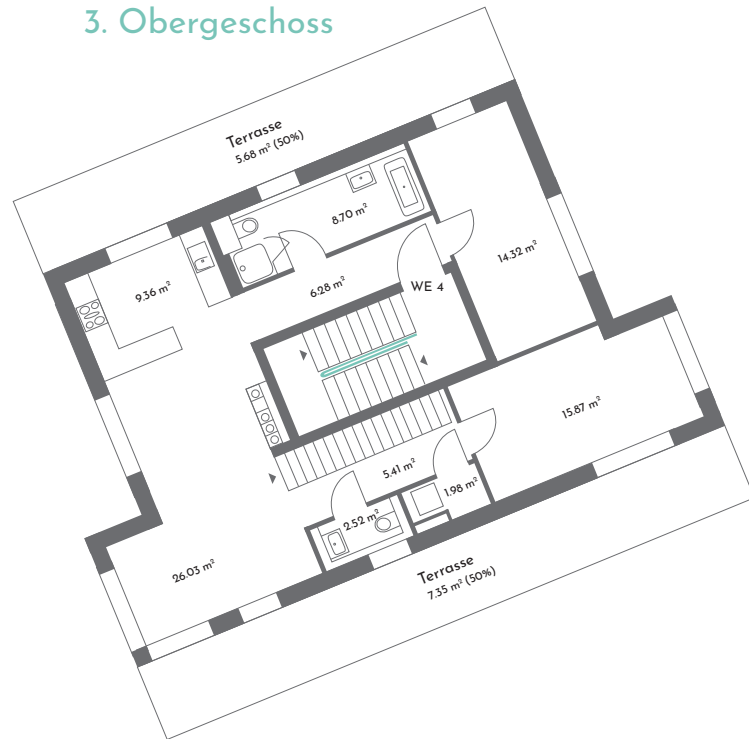 3. Obergeschoss
Terrasse
5.68 m² (50%)
8.70 m²
14.32 m²
9.36 m²
6.28 m²
WE 4
15.87 m²
5.41 m²
1.98 m²
2.52 m²
26.03 m²
Terrasse
7.35 m² (50%)